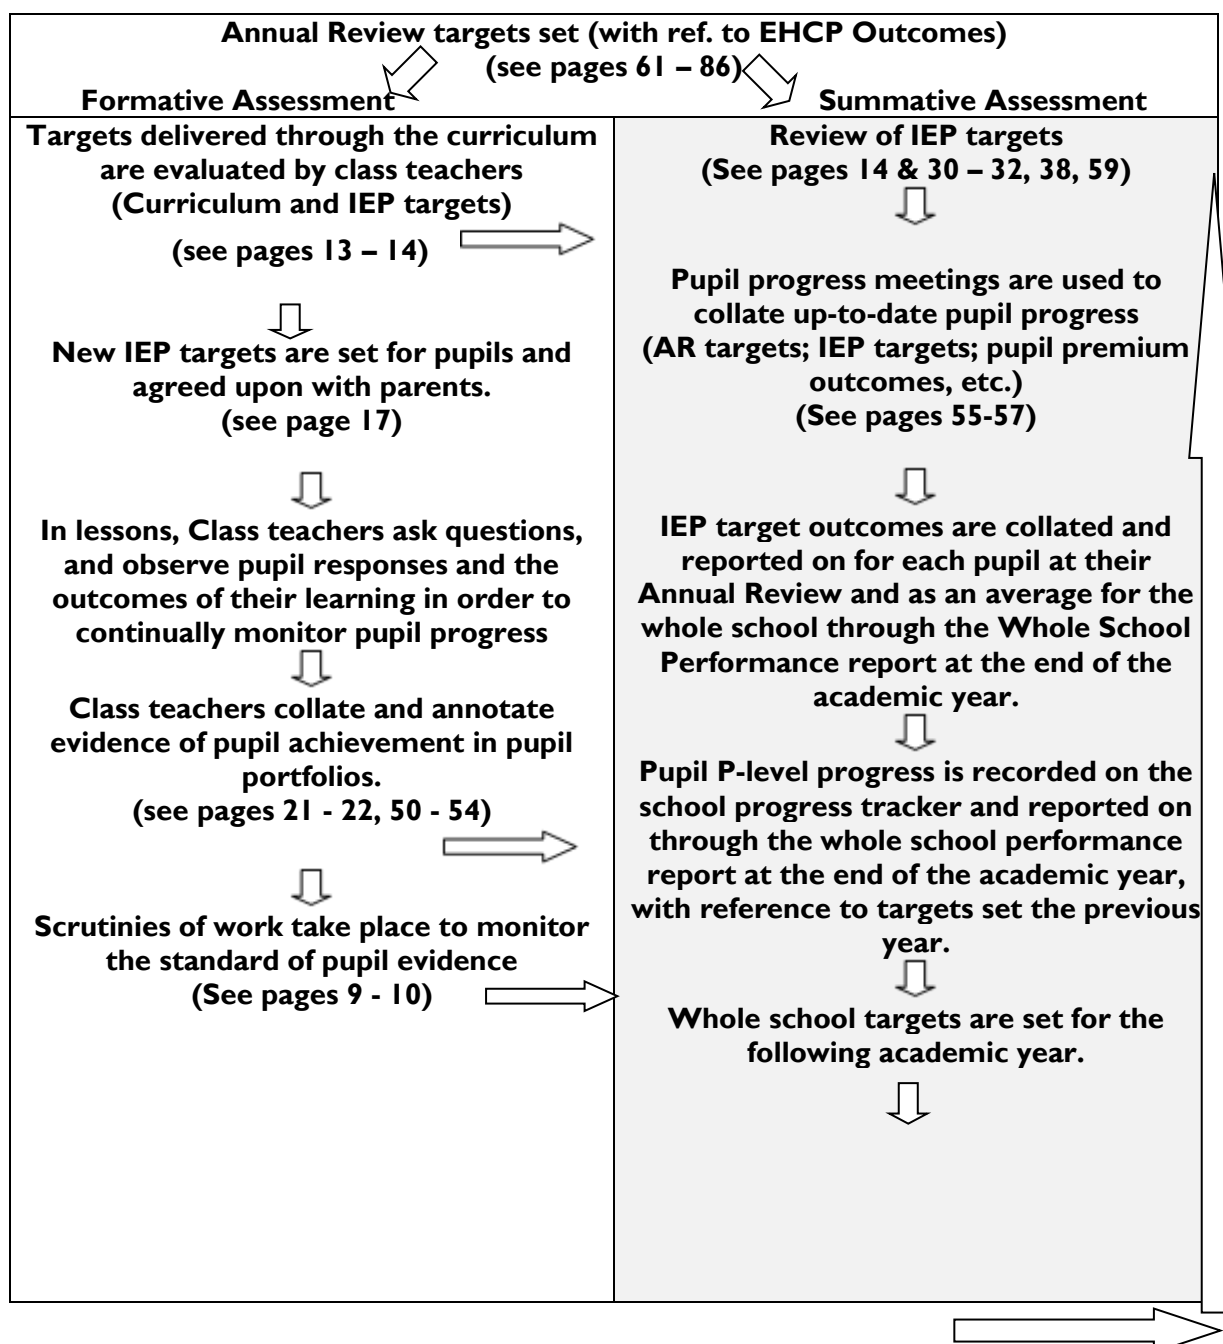 Annual Review targets set (with ref. to EHCP Outcomes)
(see pages 61 – 86)
Formative Assessment
Summative Assessment
Targets delivered through the curriculum
are evaluated by class teachers
(Curriculum and IEP targets)
(see pages 13 – 14)
New IEP targets are set for pupils and
agreed upon with parents.
(see page 17)
In lessons, Class teachers ask questions,
and observe pupil responses and the
outcomes of their learning in order to
continually monitor pupil progress
Class teachers collate and annotate
evidence of pupil achievement in pupil
portfolios.
(see pages 21 - 22, 50 - 54)
Scrutinies of work take place to monitor
the standard of pupil evidence
(See pages 9 - 10)
Review of IEP targets
(See pages 14 & 30 – 32, 38, 59)
Pupil progress meetings are used to
collate up-to-date pupil progress
(AR targets; IEP targets; pupil premium
outcomes, etc.)
(See pages 55-57)
IEP target outcomes are collated and
reported on for each pupil at their
Annual Review and as an average for the
whole school through the Whole School
Performance report at the end of the
academic year.
Pupil P-level progress is recorded on the
school progress tracker and reported on
through the whole school performance
report at the end of the academic year,
with reference to targets set the previous
year.
Whole school targets are set for the
following academic year.